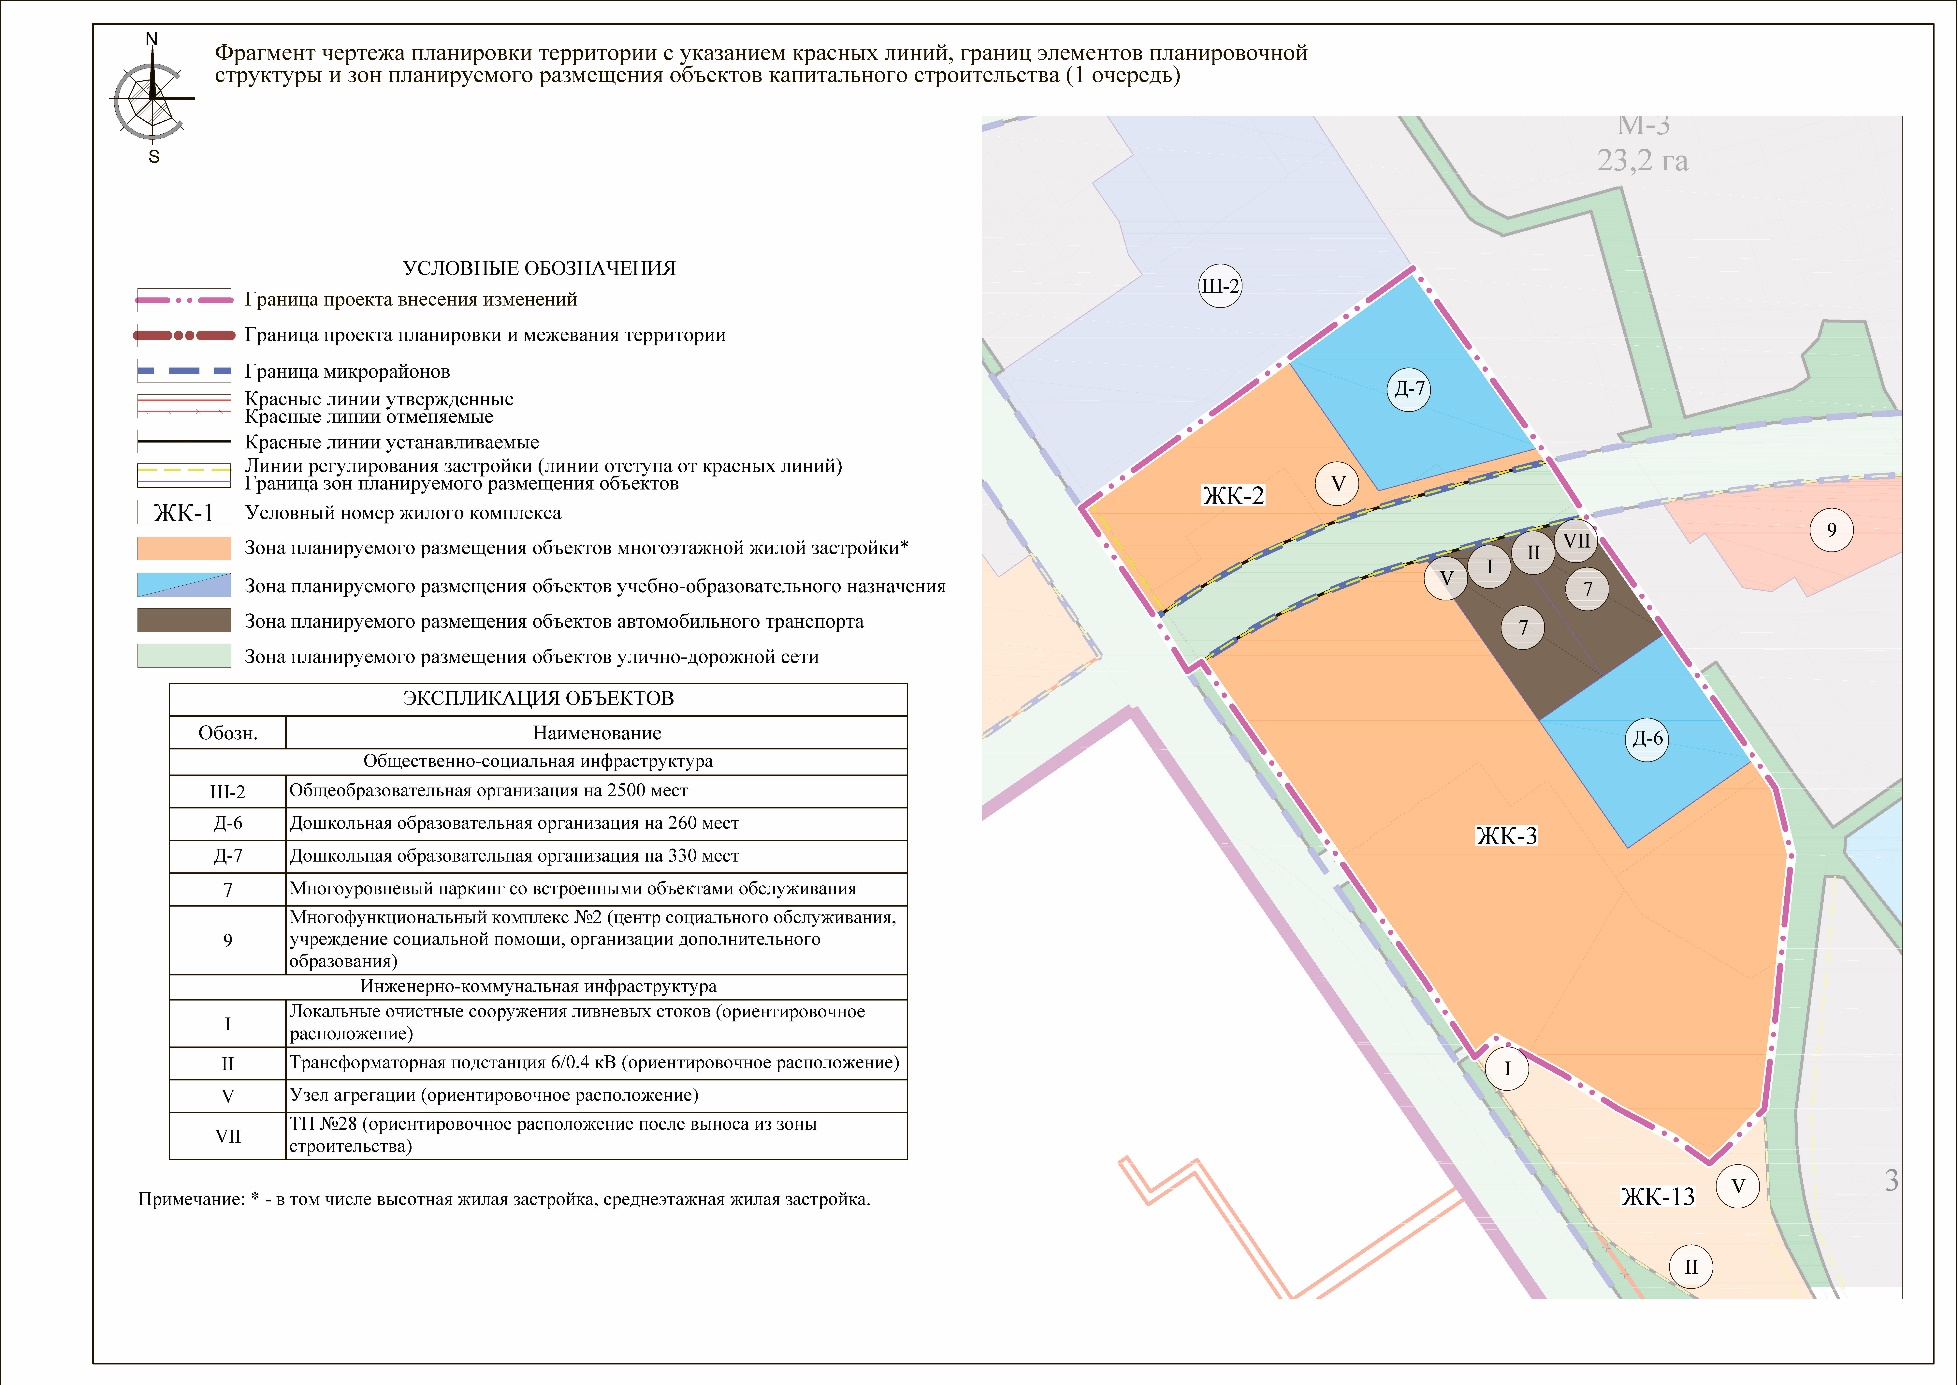 N
S
Фрагмент чертежа планировки территории с указанием красных линий, границ элементов планировочной
структуры и зон планируемого размещения объектов капитального строительства (1 очередь)
УСЛОВНЫЕ ОБОЗНАЧЕНИЯ
Граница проекта внесения изменений
Граница проекта планировки и межевания территории
Граница микрорайонов
Красные линии утвержденные
Красные линии отменяемые
Красные линии устанавливаемые
Линии регулирования застройки (линии отступа от красных линий)
Граница зон планируемого размещения объектов
ЖК-1 Условный номер жилого комплекса
Зона планируемого размещения объектов многоэтажной жилой застройки*
Зона планируемого размещения объектов учебно-образовательного назначения
Зона планируемого размещения объектов автомобильного транспорта
Зона планируемого размещения объектов улично-дорожной сети
ЭКСПЛИКАЦИЯ ОБЪЕКТОВ
Обозн. Наименование
Общественно-социальная инфраструктура
Ш-2 Общеобразовательная организация на 2500 мест
Д-6 Дошкольная образовательная организация на 260 мест
Д-7 Дошкольная образовательная организация на 330 мест
7 Многоуровневый паркинг со встроенными объектами обслуживания
9 Многофункциональный комплекс №2 (центр социального обслуживания,
учреждение социальной помощи, организации дополнительного
образования)
Инженерно-коммунальная инфраструктура
I Локальные очистные сооружения ливневых стоков (ориентировочное
расположение)
II Трансформаторная подстанция 6/0.4 кВ (ориентировочное расположение)
V Узел агрегации (ориентировочное расположение)
VII ТП №28 (ориентировочное расположение после выноса из зоны
строительства)
Примечание: * - в том числе высотная жилая застройка, среднеэтажная жилая застройка.
М-3
23,2 га
Ш-2
Д-7
V
ЖК-2
9
VII
II
I
V
7
7
Д-6
ЖК-3
I
V
ЖК-13
3
II